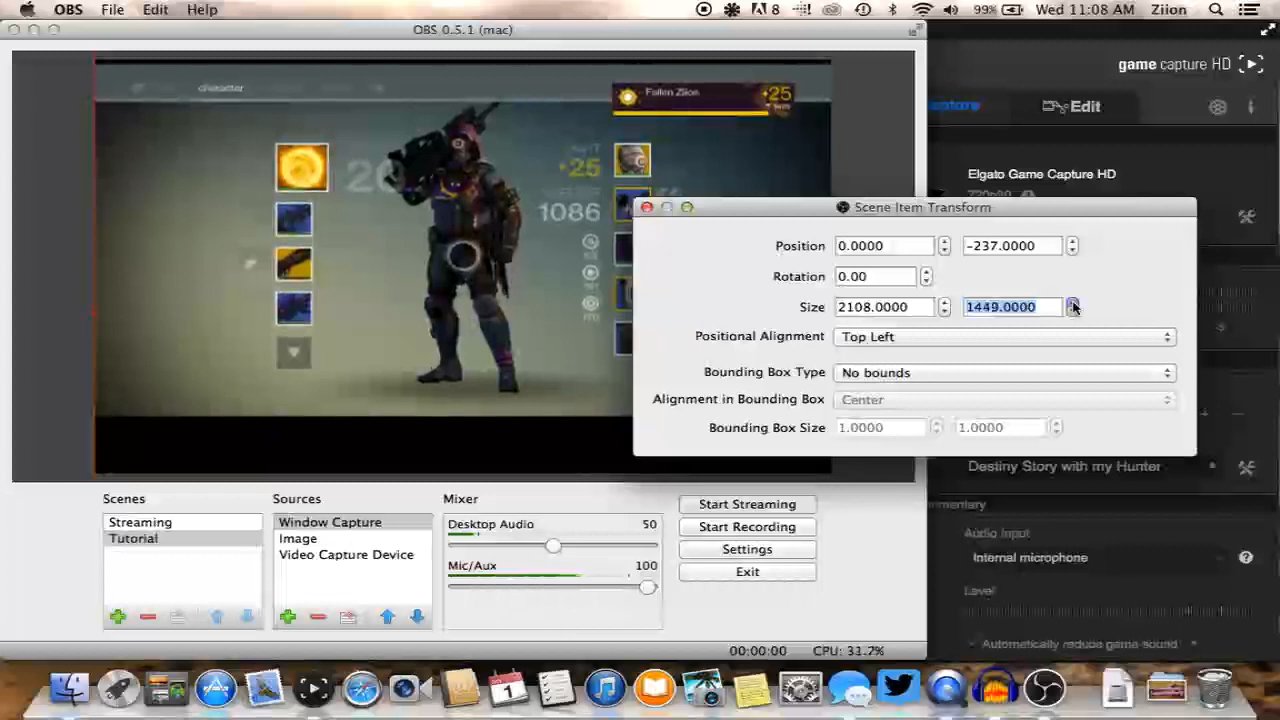 OBS File Edit Help
8 99% Wed 11:08 AM Ziion
OBS 0.5.1 (mac)
game capture HD
Edit
character
Fallen Ziion
+25
Elgato Game Capture HD
+25
1086
Scene Item Transform
Position 0.0000 -237.0000
Rotation 0.00
Size 2108.0000 1449.0000
Positional Alignment Top Left
Bounding Box Type No bounds
Alignment in Bounding Box Center
Bounding Box Size 1.0000 1.0000
Destiny Story with my Hunter
Scenes Sources Mixer
Start Streaming
Streaming
Tutorial
Window Capture
Image
Video Capture Device
Desktop Audio 50
Mic/Aux 100
Start Recording
Settings
Exit
Audio Input
Internal microphone
Level
Automatically reduce game sound
00:00:00 CPU: 31.2%
1